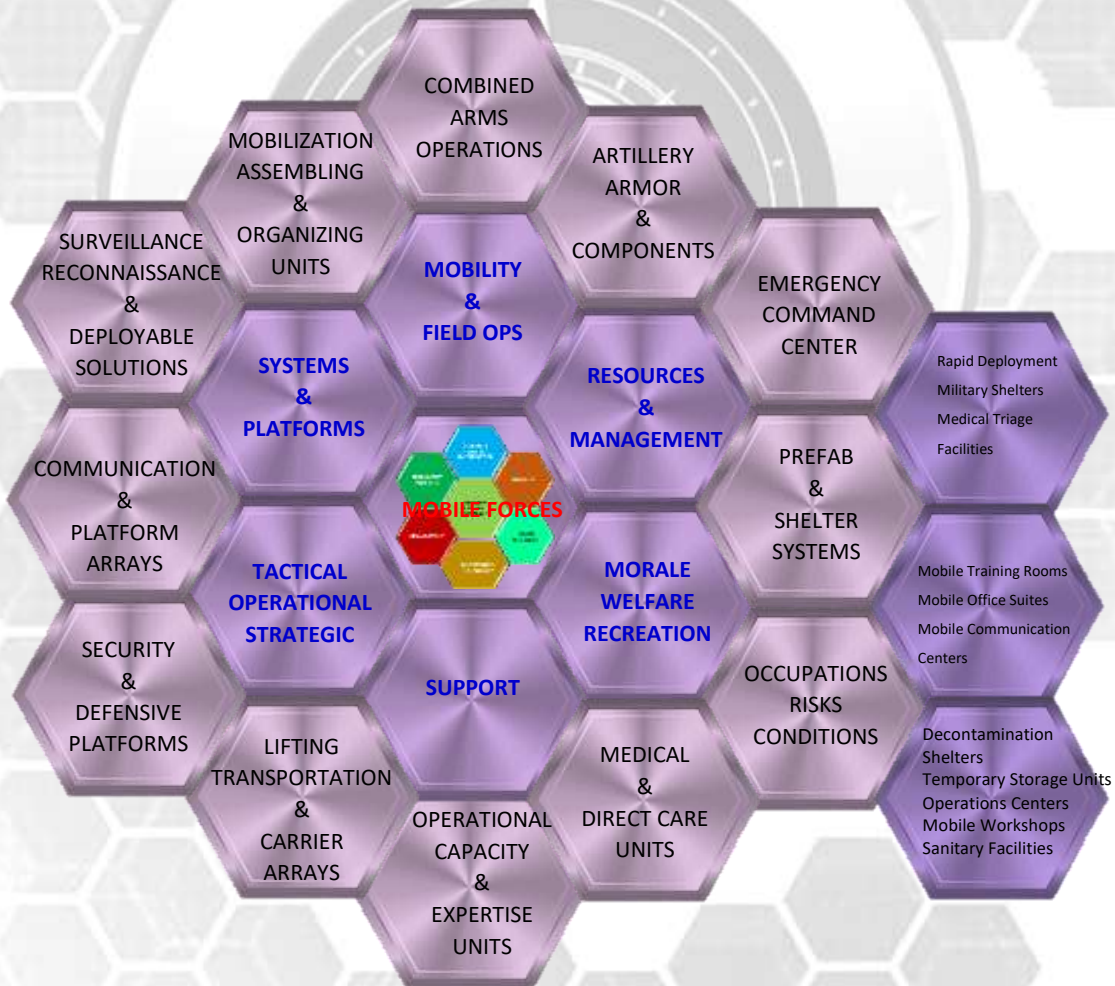 COMBINED
ARMS
OPERATIONS
MOBILIZATION
ASSEMBLING
&
ORGANIZING
UNITS
ARTILLERY
ARMOR
&
COMPONENTS
SURVEILLANCE
RECONNAISSANCE
&
DEPLOYABLE
SOLUTIONS
MOBILITY
&
FIELD OPS
EMERGENCY
COMMAND
CENTER
SYSTEMS
&
PLATFORMS
RESOURCES
&
MANAGEMENT
Rapid Deployment
Military Shelters
Medical Triage
Facilities
COMMUNICATION
&
PLATFORM
ARRAYS
MOBILE FORCES
PREFAB
&
SHELTER
SYSTEMS
TACTICAL
OPERATIONAL
STRATEGIC
MORALE
WELFARE
RECREATION
Mobile Training Rooms
Mobile Office Suites
Mobile Communication
Centers
SECURITY
&
DEFENSIVE
PLATFORMS
SUPPORT
OCCUPATIONS
RISKS
CONDITIONS
LIFTING
TRANSPORTATION
&
CARRIER
ARRAYS
MEDICAL
&
DIRECT CARE
UNITS
Decontamination
Shelters
Temporary Storage Units
Operations Centers
Mobile Workshops
Sanitary Facilities
OPERATIONAL
CAPACITY
&
EXPERTISE
UNITS